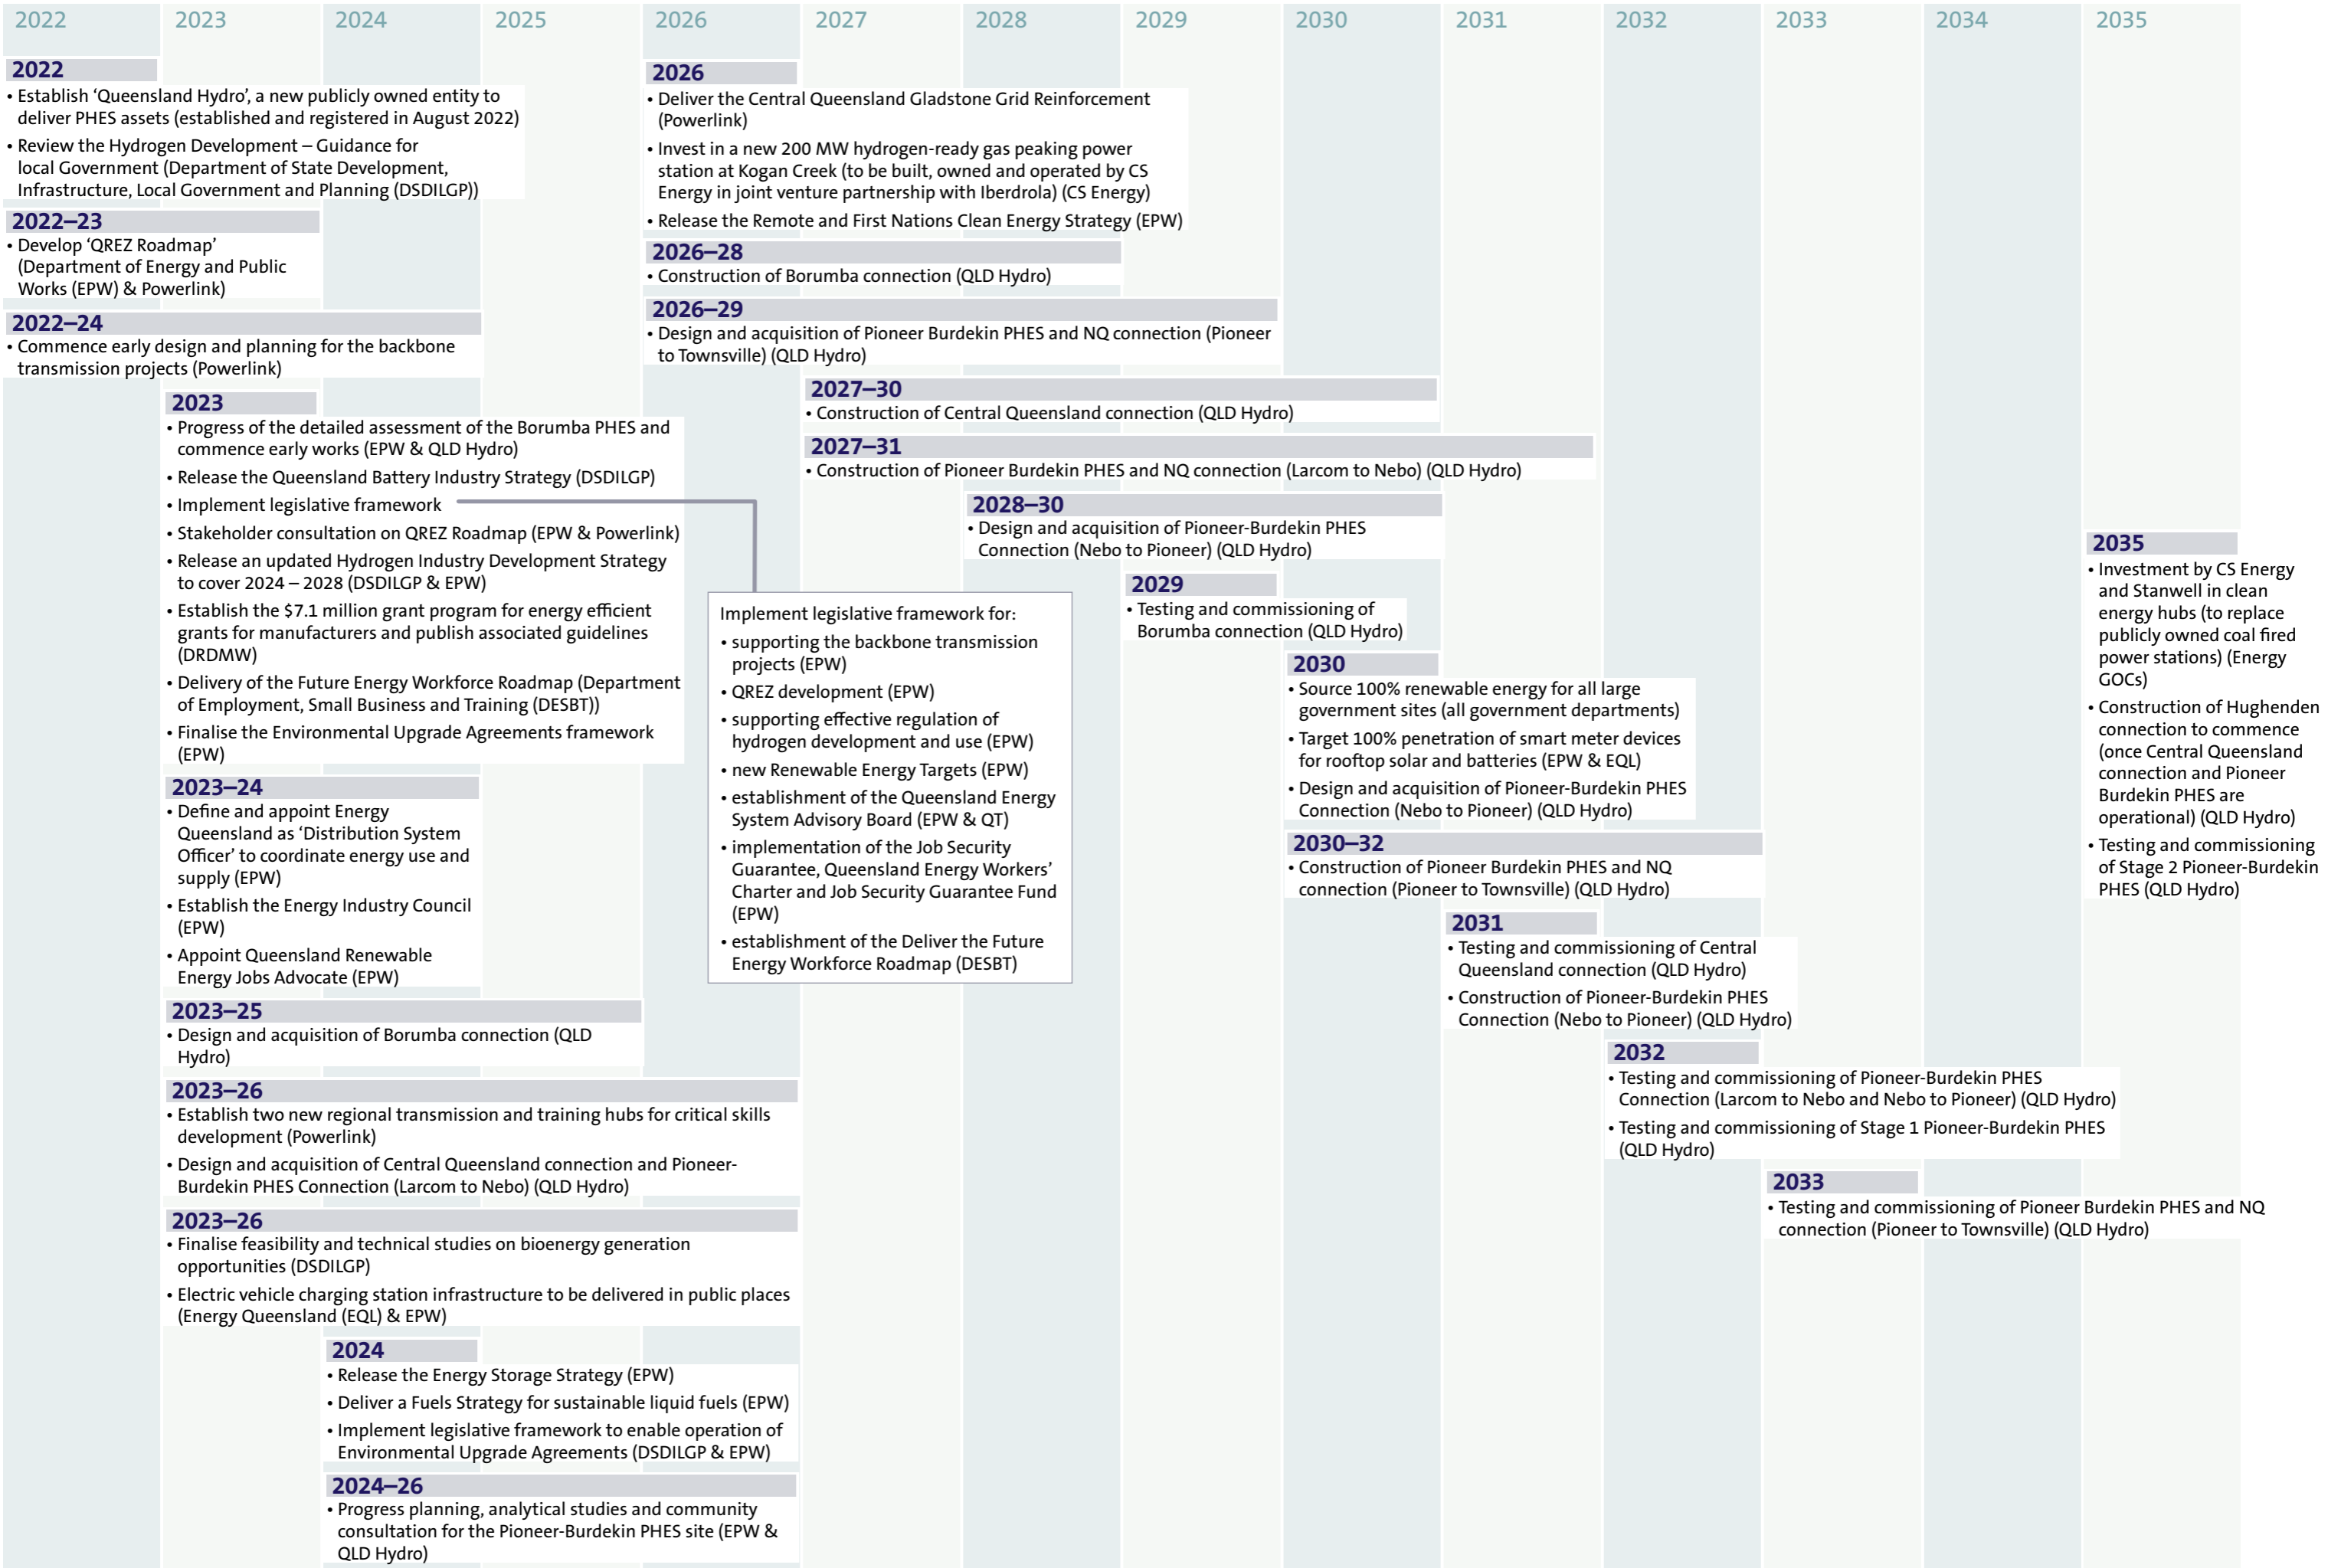 2022 2023 2024 2025 2026 2027 2028 2029 2030 2031 2032 2033 2034 2035
2022
• Establish ‘Queensland Hydro’, a new publicly owned entity to
deliver PHES assets (established and registered in August 2022)
• Review the Hydrogen Development – Guidance for
local Government (Department of State Development,
Infrastructure, Local Government and Planning (DSDILGP))
2022–23
• Develop ‘QREZ Roadmap’
(Department of Energy and Public
Works (EPW) & Powerlink)
2022–24
• Commence early design and planning for the backbone
transmission projects (Powerlink)
2023
• Progress of the detailed assessment of the Borumba PHES and
commence early works (EPW & QLD Hydro)
• Release the Queensland Battery Industry Strategy (DSDILGP)
• Implement legislative framework
• Stakeholder consultation on QREZ Roadmap (EPW & Powerlink)
• Release an updated Hydrogen Industry Development Strategy
to cover 2024 – 2028 (DSDILGP & EPW)
• Establish the $7.1 million grant program for energy efficient
grants for manufacturers and publish associated guidelines
(DRDMW)
• Delivery of the Future Energy Workforce Roadmap (Department
of Employment, Small Business and Training (DESBT))
• Finalise the Environmental Upgrade Agreements framework
(EPW)
2023–24
• Define and appoint Energy
Queensland as ‘Distribution System
Officer’ to coordinate energy use and
supply (EPW)
• Establish the Energy Industry Council
(EPW)
• Appoint Queensland Renewable
Energy Jobs Advocate (EPW)
2023–25
• Design and acquisition of Borumba connection (QLD
Hydro)
2023–26
• Establish two new regional transmission and training hubs for critical skills
development (Powerlink)
• Design and acquisition of Central Queensland connection and Pioneer-
Burdekin PHES Connection (Larcom to Nebo) (QLD Hydro)
2023–26
• Finalise feasibility and technical studies on bioenergy generation
opportunities (DSDILGP)
• Electric vehicle charging station infrastructure to be delivered in public places
(Energy Queensland (EQL) & EPW)
2024
• Release the Energy Storage Strategy (EPW)
• Deliver a Fuels Strategy for sustainable liquid fuels (EPW)
• Implement legislative framework to enable operation of
Environmental Upgrade Agreements (DSDILGP & EPW)
2024–26
• Progress planning, analytical studies and community
consultation for the Pioneer-Burdekin PHES site (EPW &
QLD Hydro)
2026
• Deliver the Central Queensland Gladstone Grid Reinforcement
(Powerlink)
• Invest in a new 200 MW hydrogen-ready gas peaking power
station at Kogan Creek (to be built, owned and operated by CS
Energy in joint venture partnership with Iberdrola) (CS Energy)
• Release the Remote and First Nations Clean Energy Strategy (EPW)
2026–28
• Construction of Borumba connection (QLD Hydro)
2026–29
• Design and acquisition of Pioneer Burdekin PHES and NQ connection (Pioneer
to Townsville) (QLD Hydro)
2027–30
• Construction of Central Queensland connection (QLD Hydro)
2027–31
• Construction of Pioneer Burdekin PHES and NQ connection (Larcom to Nebo) (QLD Hydro)
2028–30
• Design and acquisition of Pioneer-Burdekin PHES
Connection (Nebo to Pioneer) (QLD Hydro)
Implement legislative framework for:
• supporting the backbone transmission
projects (EPW)
• QREZ development (EPW)
• supporting effective regulation of
hydrogen development and use (EPW)
• new Renewable Energy Targets (EPW)
• establishment of the Queensland Energy
System Advisory Board (EPW & QT)
• implementation of the Job Security
Guarantee, Queensland Energy Workers’
Charter and Job Security Guarantee Fund
(EPW)
• establishment of the Deliver the Future
Energy Workforce Roadmap (DESBT)
2029
• Testing and commissioning of
Borumba connection (QLD Hydro)
2030
• Source 100% renewable energy for all large
government sites (all government departments)
• Target 100% penetration of smart meter devices
for rooftop solar and batteries (EPW & EQL)
• Design and acquisition of Pioneer-Burdekin PHES
Connection (Nebo to Pioneer) (QLD Hydro)
2030–32
• Construction of Pioneer Burdekin PHES and NQ
connection (Pioneer to Townsville) (QLD Hydro)
2031
• Testing and commissioning of Central
Queensland connection (QLD Hydro)
• Construction of Pioneer-Burdekin PHES
Connection (Nebo to Pioneer) (QLD Hydro)
2032
• Testing and commissioning of Pioneer-Burdekin PHES
Connection (Larcom to Nebo and Nebo to Pioneer) (QLD Hydro)
• Testing and commissioning of Stage 1 Pioneer-Burdekin PHES
(QLD Hydro)
2033
• Testing and commissioning of Pioneer Burdekin PHES and NQ
connection (Pioneer to Townsville) (QLD Hydro)
2035
• Investment by CS Energy
and Stanwell in clean
energy hubs (to replace
publicly owned coal fired
power stations) (Energy
GOCs)
• Construction of Hughenden
connection to commence
(once Central Queensland
connection and Pioneer
Burdekin PHES are
operational) (QLD Hydro)
• Testing and commissioning
of Stage 2 Pioneer-Burdekin
PHES (QLD Hydro)